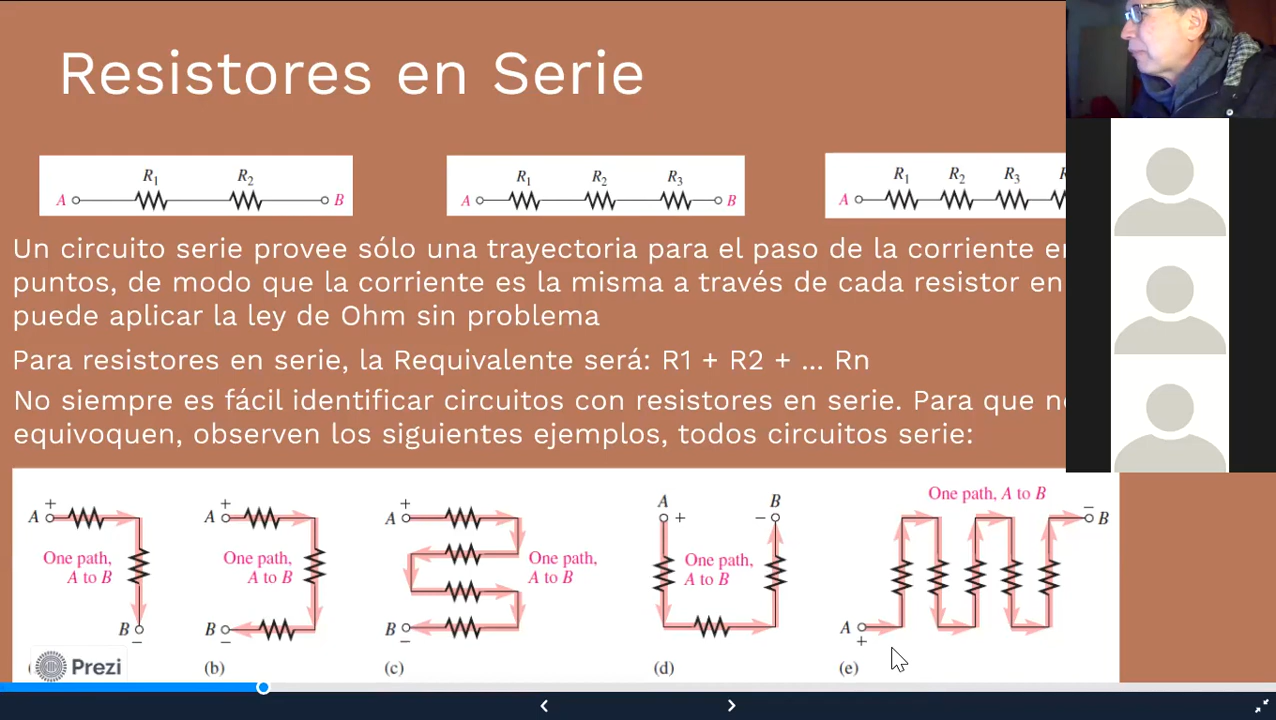 Resistores en Serie
A R1 R2 B
A R1 R2 R3 B
A R1 R2 R3
Un circuito serie provee sólo una trayectoria para el paso de la corriente
puntos, de modo que la corriente es la misma a través de cada resistor en
puede aplicar la ley de Ohm sin problema
Para resistores en serie, la Requivalente será: R1 + R2 + ... Rn
No siempre es fácil identificar circuitos con resistores en serie. Para que
equivoquen, observen los siguientes ejemplos, todos circuitos serie:
+
A
One path,
A to B
B
−
+
A
One path,
A to B
B
−
(b)
+
A
One path,
A to B
B
−
(c)
A
+
B
−
One path,
A to B
(d)
One path, A to B
−
B
A
+
(e)
Prezi